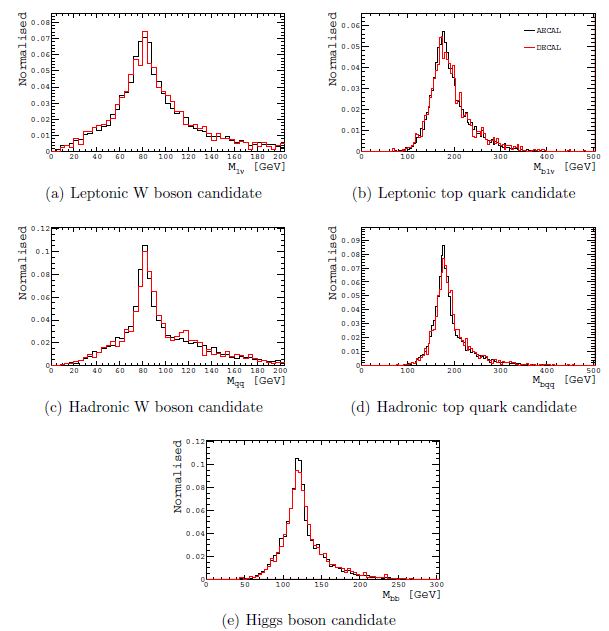 Normalised
0.08
0.07
0.06
0.05
0.04
0.03
0.02
0.01
0
0 20 40 60 80 100 120 140 160 180 200
M_lv [GeV]
(a) Leptonic W boson candidate
Normalised
0.06
0.05
0.04
0.03
0.02
0.01
0
AECAL
DECAL
0 100 200 300 400 500
M_blv [GeV]
(b) Leptonic top quark candidate
Normalised
0.12
0.1
0.08
0.06
0.04
0.02
0
0 20 40 60 80 100 120 140 160 180 200
M_qq [GeV]
(c) Hadronic W boson candidate
Normalised
0.09
0.08
0.07
0.06
0.05
0.04
0.03
0.02
0.01
0
0 100 200 300 400 500
M_bqq [GeV]
(d) Hadronic top quark candidate
Normalised
0.12
0.1
0.08
0.06
0.04
0.02
0
0 50 100 150 200 250 300
M_bb [GeV]
(e) Higgs boson candidate